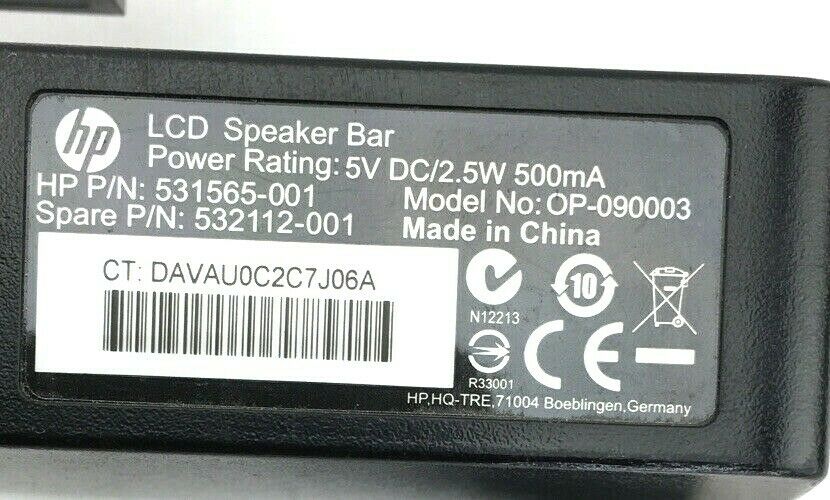 hp
LCD Speaker Bar
Power Rating: 5V DC/2.5W 500mA
HP P/N: 531565-001
Model No: OP-090003
Spare P/N: 532112-001
Made in China
CT: DAVAU0C2C7J06A
N12213
10
R33001
CE
HP,HQ-TRE,71004 Boeblingen,Germany